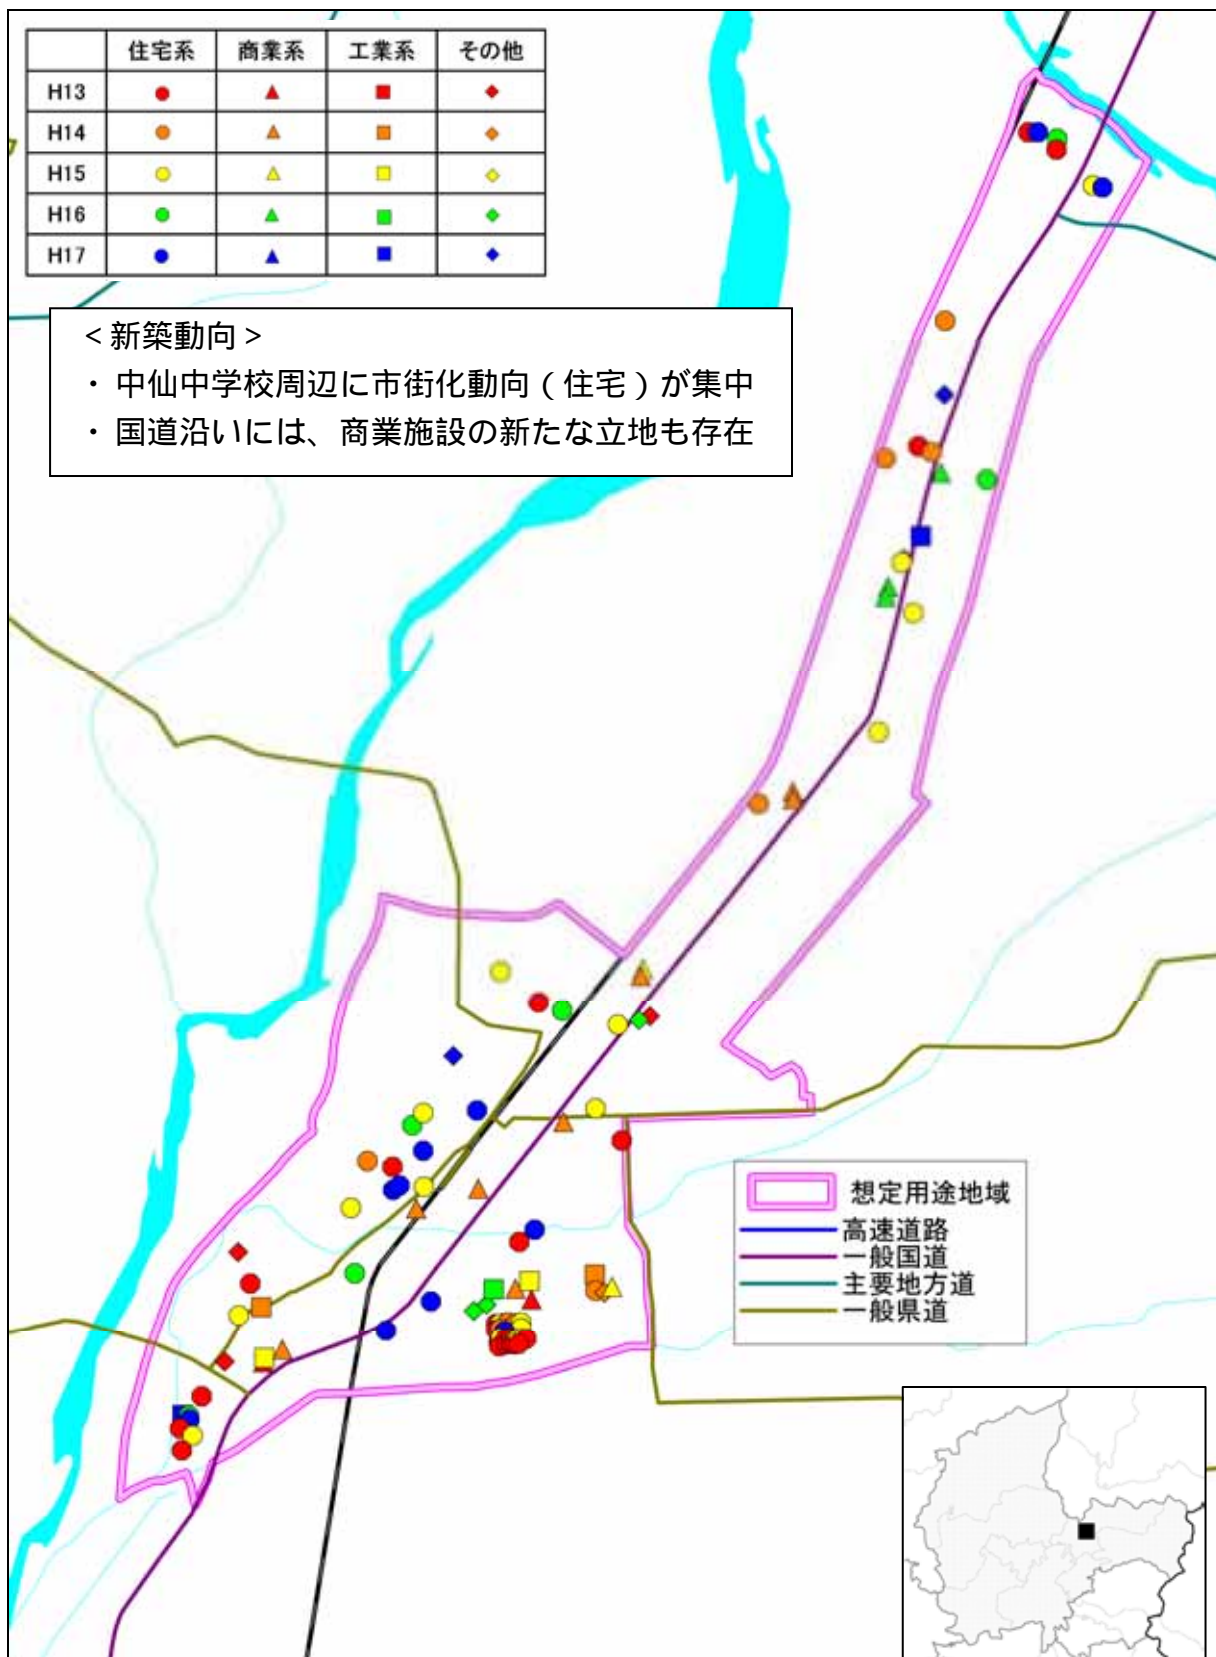 住宅系 商業系 工業系 その他
H13
H14
H15
H16
H17
<新築動向>
・ 中仙中学校周辺に市街化動向(住宅)が集中
・ 国道沿いには、商業施設の新たな立地も存在
想定用途地域
高速道路
一般国道
主要地方道
一般県道